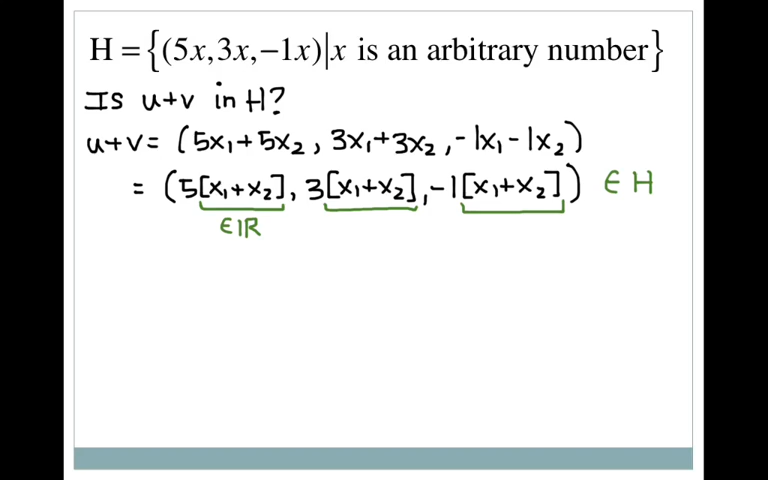 H = {(5x, 3x, −1x)|x is an arbitrary number}
Is u+v in H?
u+v = (5x₁+5x₂, 3x₁+3x₂, -1x₁-1x₂)
= (5[x₁+x₂], 3[x₁+x₂], -1[x₁+x₂]) ∈ H
∈ℝ